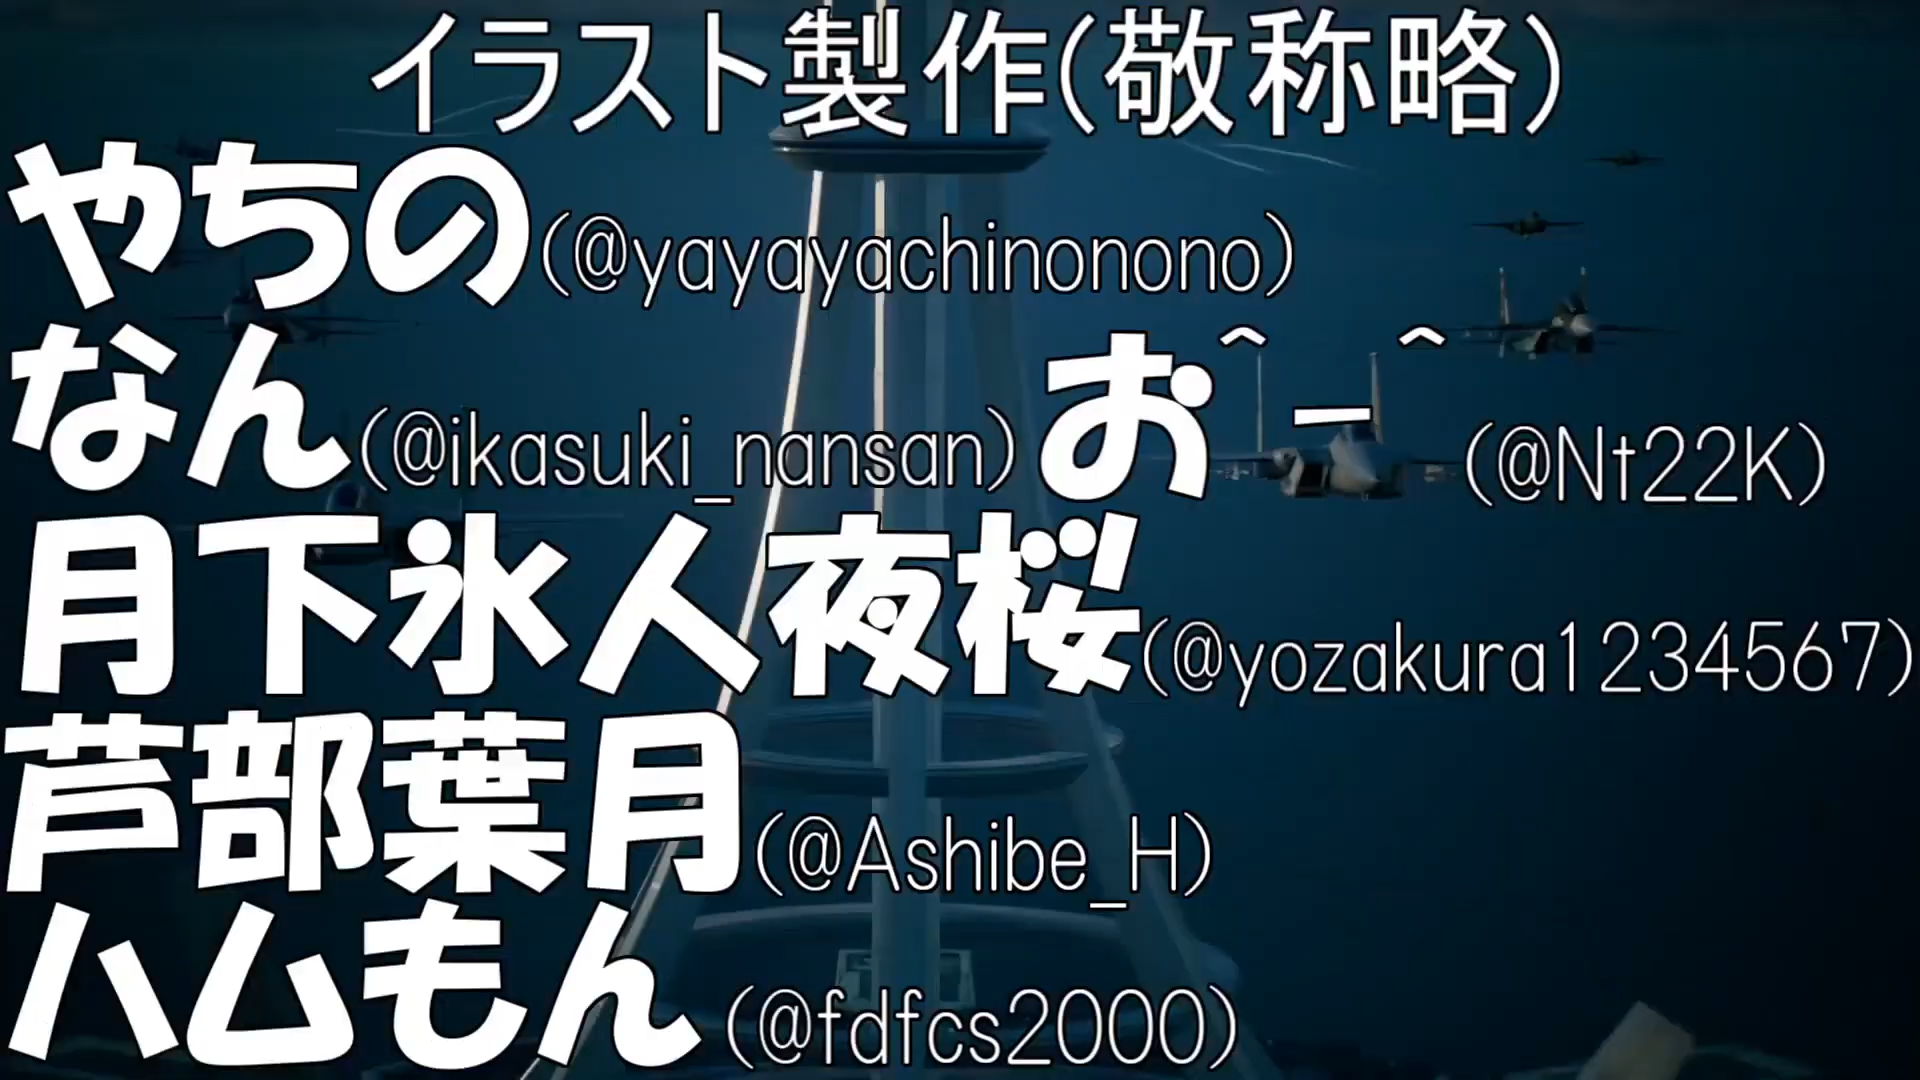 イラスト製作(敬称略)
やちの(@yayayachinonono)
なん(@ikasuki_nansan)お^_^(@Nt22K)
月下氷人夜桜(@yozakura1234567)
芦部葉月(@Ashibe_H)
ハムもん(@fdfcs2000)